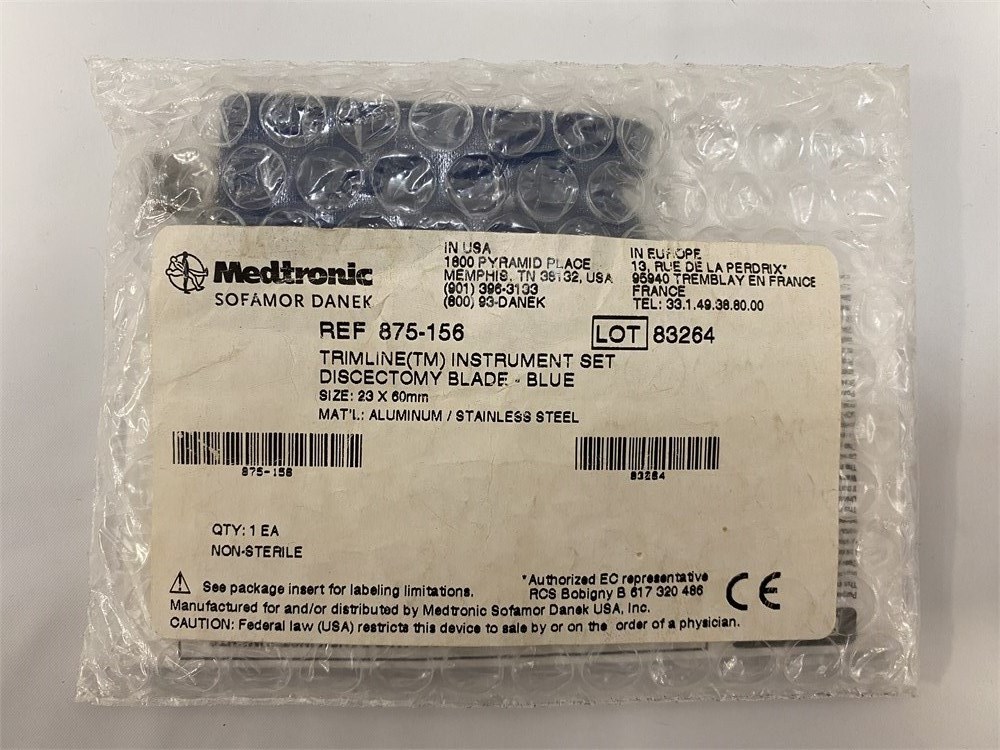 Medtronic
SOFAMOR DANEK
IN USA
1800 PYRAMID PLACE
MEMPHIS, TN 38132, USA
(901) 396-3133
(800) 93-DANEK
IN EUROPE
13, RUE DE LA PERDRIX*
95940 TREMBLAY EN FRANCE
FRANCE
TEL: 33.1.49.38.80.00
REF 875-156
LOT 83264
TRIMLINE(TM) INSTRUMENT SET
DISCECTOMY BLADE - BLUE
SIZE: 23 X 60mm
MAT'L: ALUMINUM / STAINLESS STEEL
875-156
83264
QTY: 1 EA
NON-STERILE
See package insert for labeling limitations.
*Authorized EC representative
RCS Bobigny B 617 320 486
CE
Manufactured for and/or distributed by Medtronic Sofamor Danek USA, Inc.
CAUTION: Federal law (USA) restricts this device to sale by or on the order of a physician.